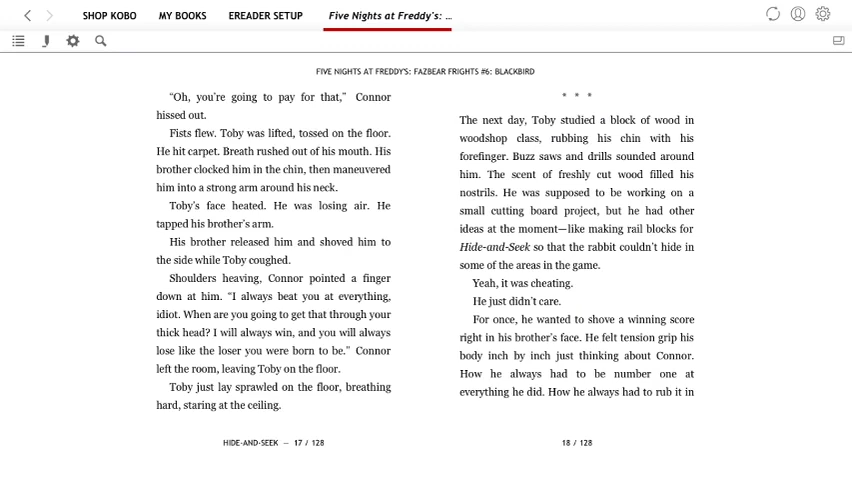 SHOP KOBO MY BOOKS EREADER SETUP Five Nights at Freddy's: ...
FIVE NIGHTS AT FREDDY'S: FAZBEAR FRIGHTS #6: BLACKBIRD
“Oh, you’re going to pay for that,” Connor
hissed out.
Fists flew. Toby was lifted, tossed on the floor.
He hit carpet. Breath rushed out of his mouth. His
brother clocked him in the chin, then maneuvered
him into a strong arm around his neck.
Toby’s face heated. He was losing air. He
tapped his brother’s arm.
His brother released him and shoved him to
the side while Toby coughed.
Shoulders heaving, Connor pointed a finger
down at him. “I always beat you at everything,
idiot. When are you going to get that through your
thick head? I will always win, and you will always
lose like the loser you were born to be.” Connor
left the room, leaving Toby on the floor.
Toby just lay sprawled on the floor, breathing
hard, staring at the ceiling.
HIDE-AND-SEEK — 17 / 128
* * *
The next day, Toby studied a block of wood in
woodshop class, rubbing his chin with his
forefinger. Buzz saws and drills sounded around
him. The scent of freshly cut wood filled his
nostrils. He was supposed to be working on a
small cutting board project, but he had other
ideas at the moment—like making rail blocks for
Hide-and-Seek so that the rabbit couldn’t hide in
some of the areas in the game.
Yeah, it was cheating.
He just didn’t care.
For once, he wanted to shove a winning score
right in his brother’s face. He felt tension grip his
body inch by inch just thinking about Connor.
How he always had to be number one at
everything he did. How he always had to rub it in
18 / 128